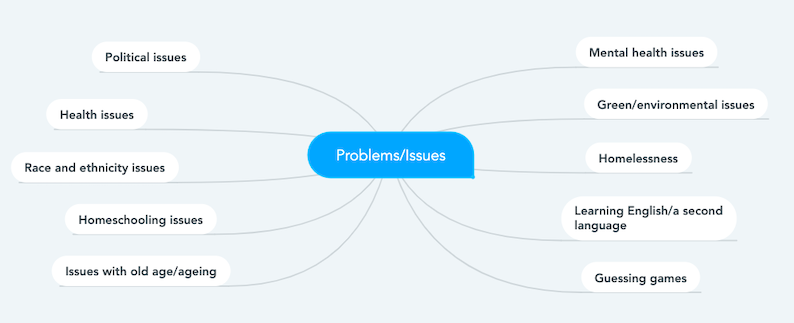 Political issues
Health issues
Race and ethnicity issues
Homeschooling issues
Issues with old age/ageing
Problems/Issues
Mental health issues
Green/environmental issues
Homelessness
Learning English/a second
language
Guessing games